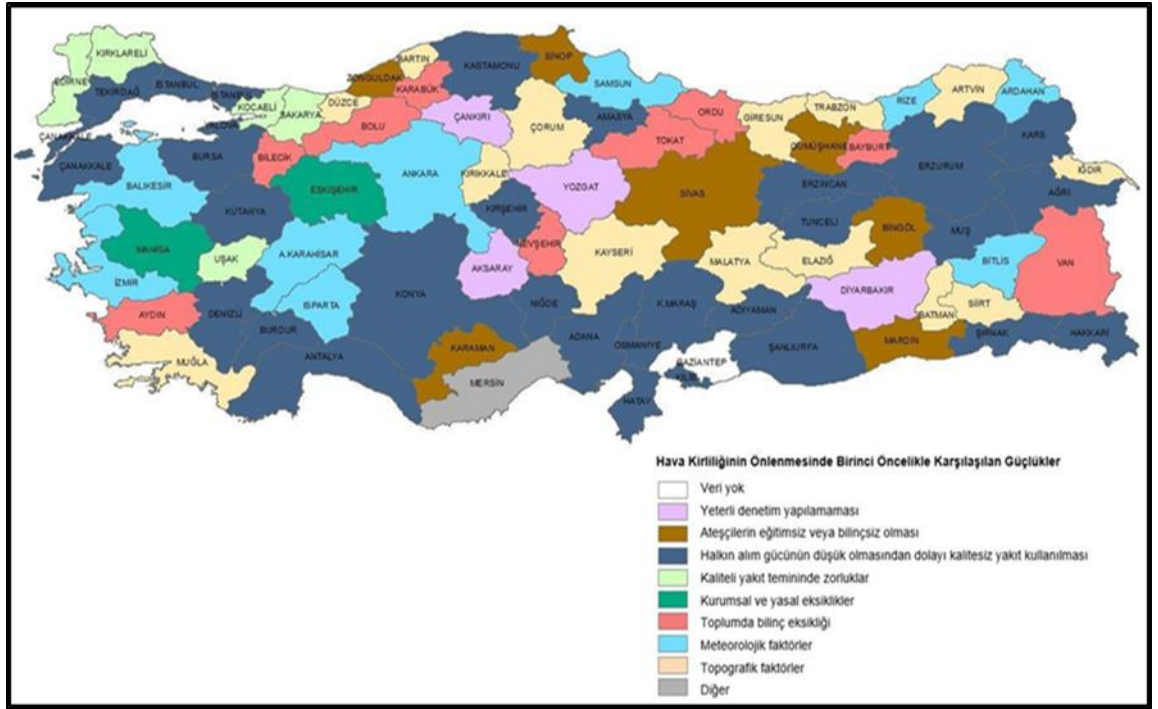 KIRKLARELİ
EDİRNE
TEKİRDAĞ
İSTANBUL
İSTANBUL
KOCAELİ
YALOVA
SAKARYA
DÜZCE
ZONGULDAK
BARTIN
KARABÜK
KASTAMONU
SİNOP
SAMSUN
ORDU
GİRESUN
TRABZON
RİZE
ARTVİN
ARDAHAN
ÇANAKKALE
ÇANAKKALE
BURSA
BİLECİK
BOLU
ÇANKIRI
ÇORUM
AMASYA
TOKAT
GÜMÜŞHANE
BAYBURT
ERZURUM
KARS
IĞDIR
BALIKESİR
KÜTAHYA
ESKİŞEHİR
ANKARA
KIRIKKALE
KIRŞEHİR
YOZGAT
SİVAS
ERZİNCAN
TUNCELİ
BİNGÖL
MUŞ
AĞRI
MANİSA
UŞAK
A.KARAHİSAR
AKSARAY
NEVŞEHİR
KAYSERİ
MALATYA
ELAZIĞ
DİYARBAKIR
BİTLİS
VAN
İZMİR
AYDIN
DENİZLİ
ISPARTA
KONYA
NİĞDE
K.MARAŞ
ADIYAMAN
BATMAN
SİİRT
MUĞLA
BURDUR
ANTALYA
KARAMAN
MERSİN
ADANA
OSMANİYE
GAZİANTEP
KİLİS
HATAY
ŞANLIURFA
MARDİN
ŞIRNAK
HAKKARİ
Hava Kirliliğinin Önlenmesinde Birinci Öncelikle Karşılaşılan Güçlükler
Veri yok
Yeterli denetim yapılamaması
Ateşçilerin eğitimsiz veya bilinçsiz olması
Halkın alım gücünün düşük olmasından dolayı kalitesiz yakıt kullanılması
Kaliteli yakıt temininde zorluklar
Kurumsal ve yasal eksiklikler
Toplumda bilinç eksikliği
Meteorolojik faktörler
Topografik faktörler
Diğer